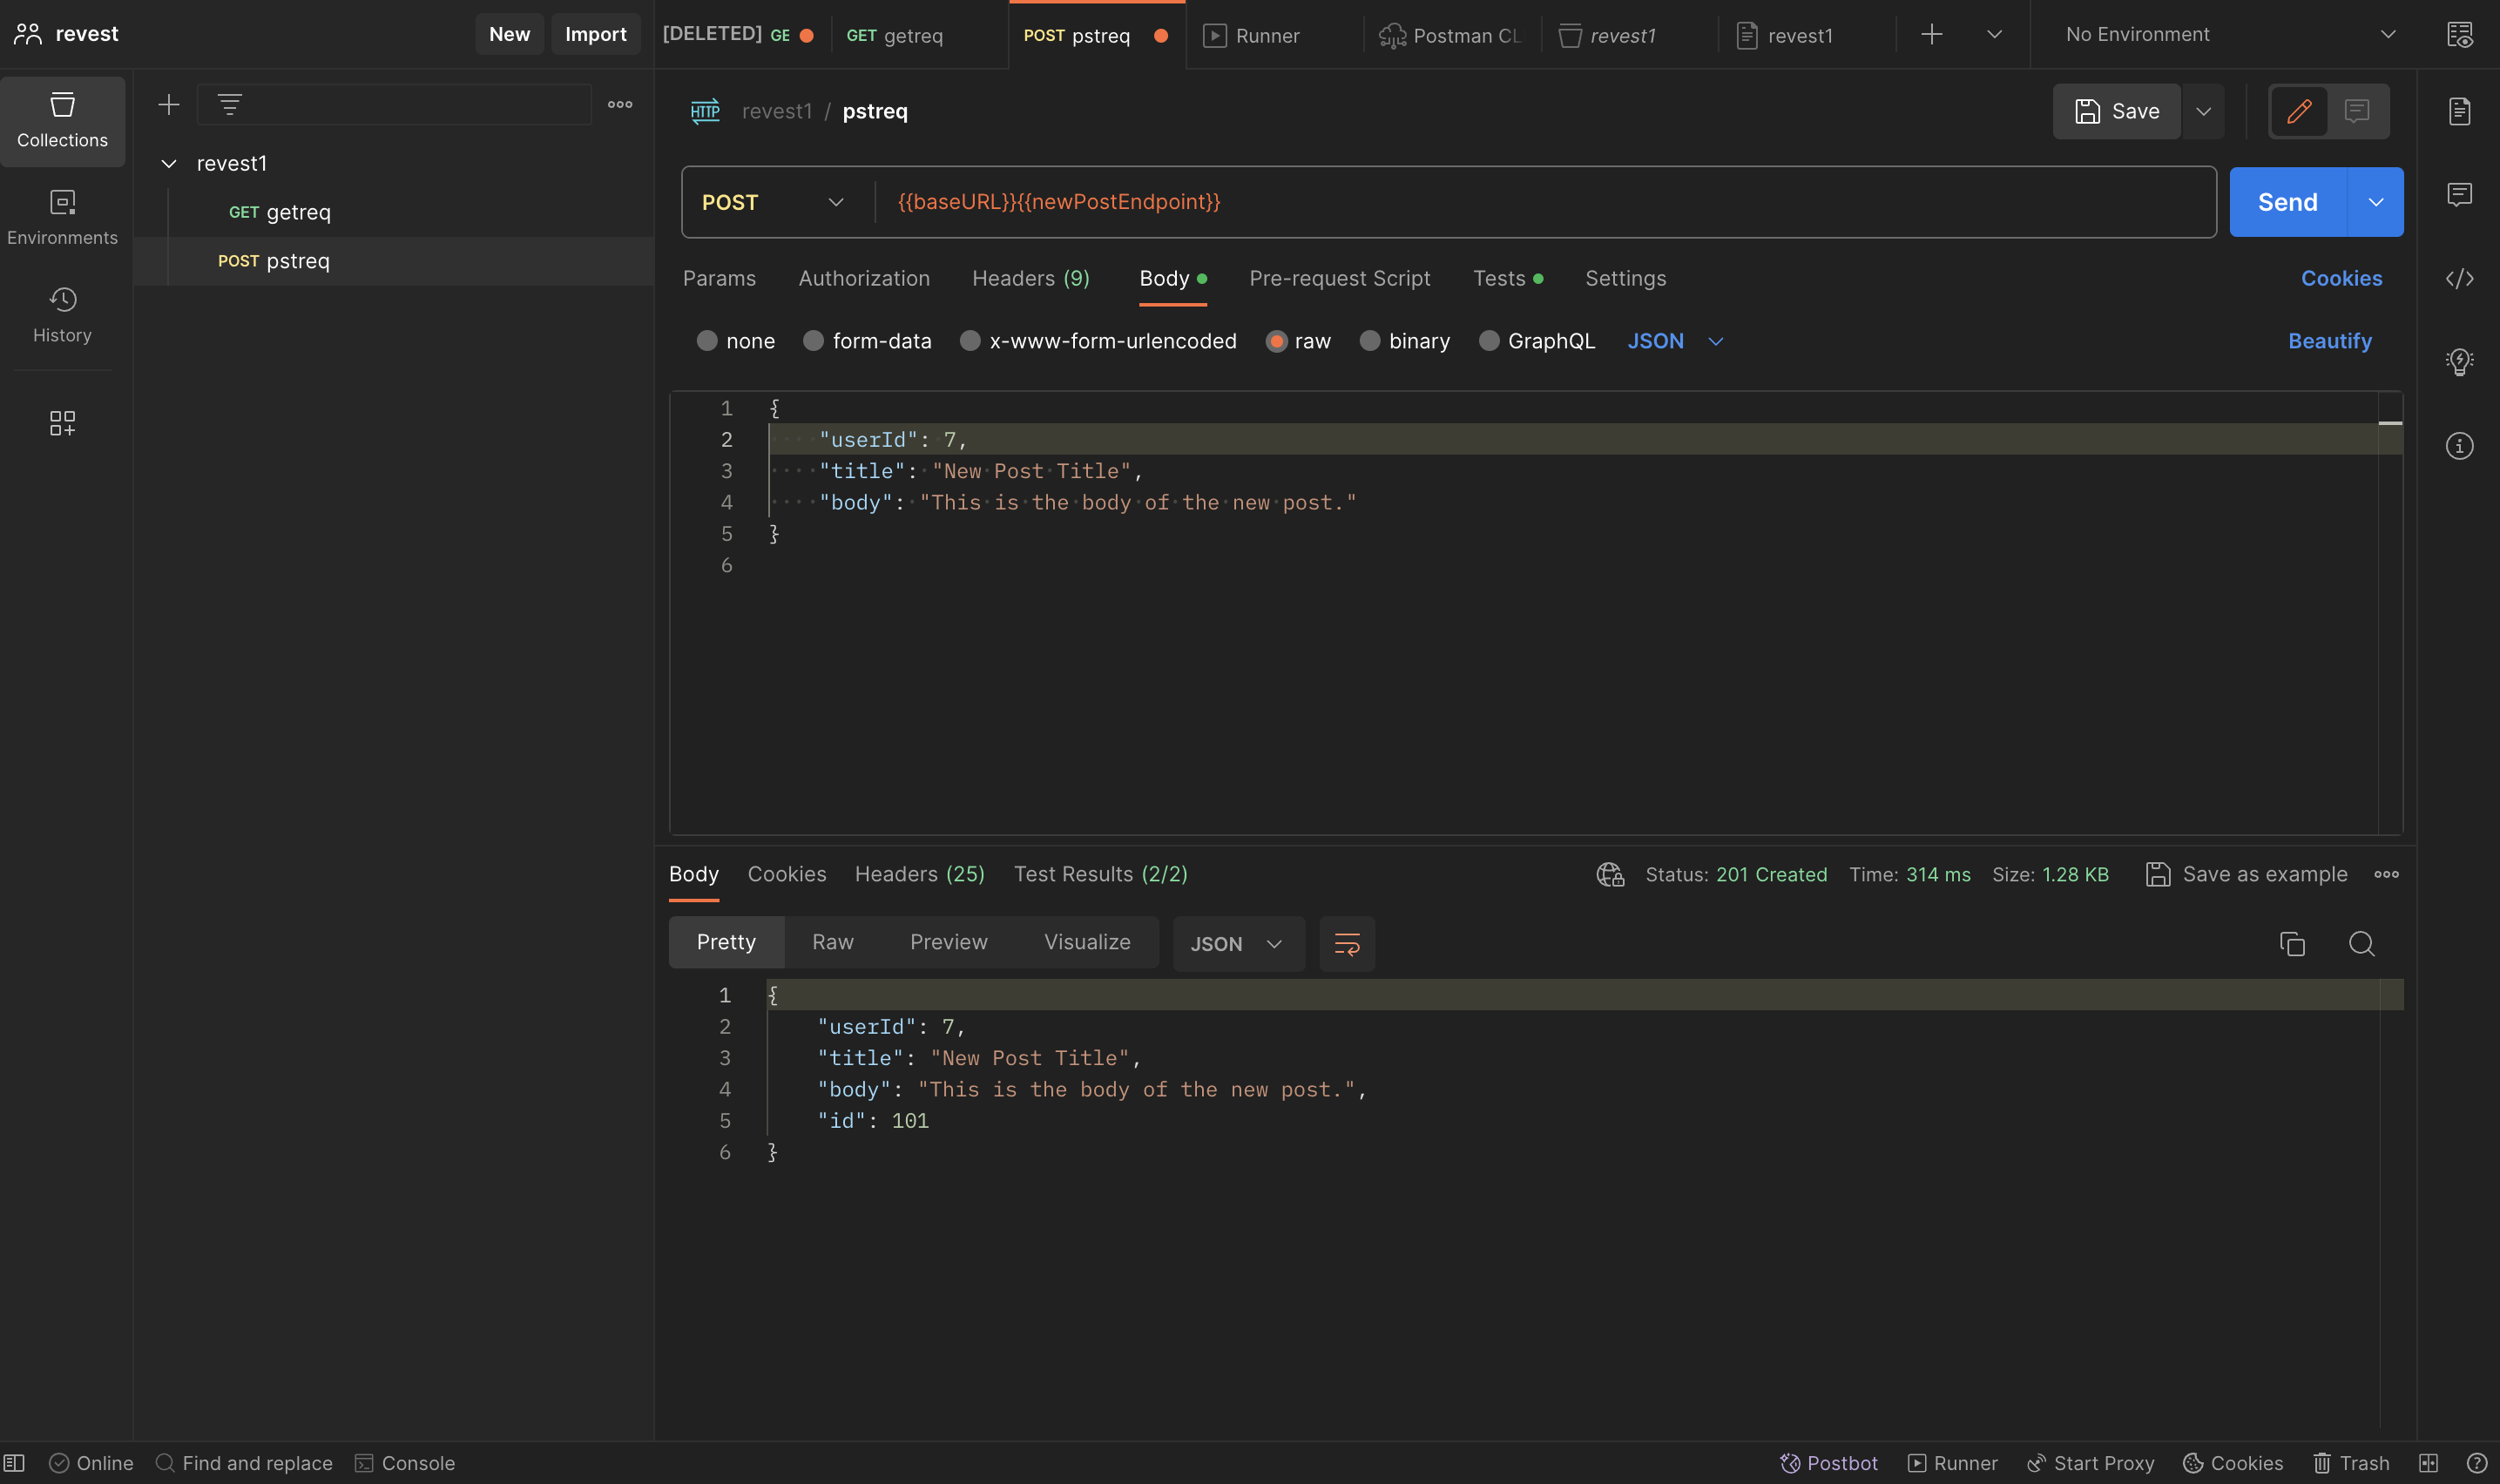 revest
New
Import
[DELETED] GE
GET getreq
POST pstreq
Runner
Postman CL
revest1
revest1
No Environment
Collections
Environments
History
revest1
GET getreq
POST pstreq
HTTP
revest1 / pstreq
Save
POST
{{baseURL}}{{newPostEndpoint}}
Send
Params
Authorization
Headers (9)
Body
Pre-request Script
Tests
Settings
Cookies
none
form-data
x-www-form-urlencoded
raw
binary
GraphQL
JSON
Beautify
1 {
2 "userId": 7,
3 "title": "New Post Title",
4 "body": "This is the body of the new post."
5 }
6
Body
Cookies
Headers (25)
Test Results (2/2)
Status: 201 Created
Time: 314 ms
Size: 1.28 KB
Save as example
Pretty
Raw
Preview
Visualize
JSON
1 {
2 "userId": 7,
3 "title": "New Post Title",
4 "body": "This is the body of the new post.",
5 "id": 101
6 }
Online
Find and replace
Console
Postbot
Runner
Start Proxy
Cookies
Trash